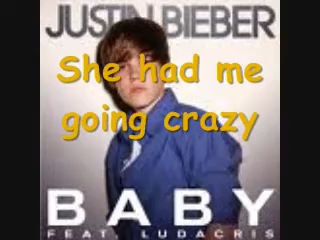 JUSTIN BIEBER
She had me
going crazy
BABY
FEAT. LUDACRIS